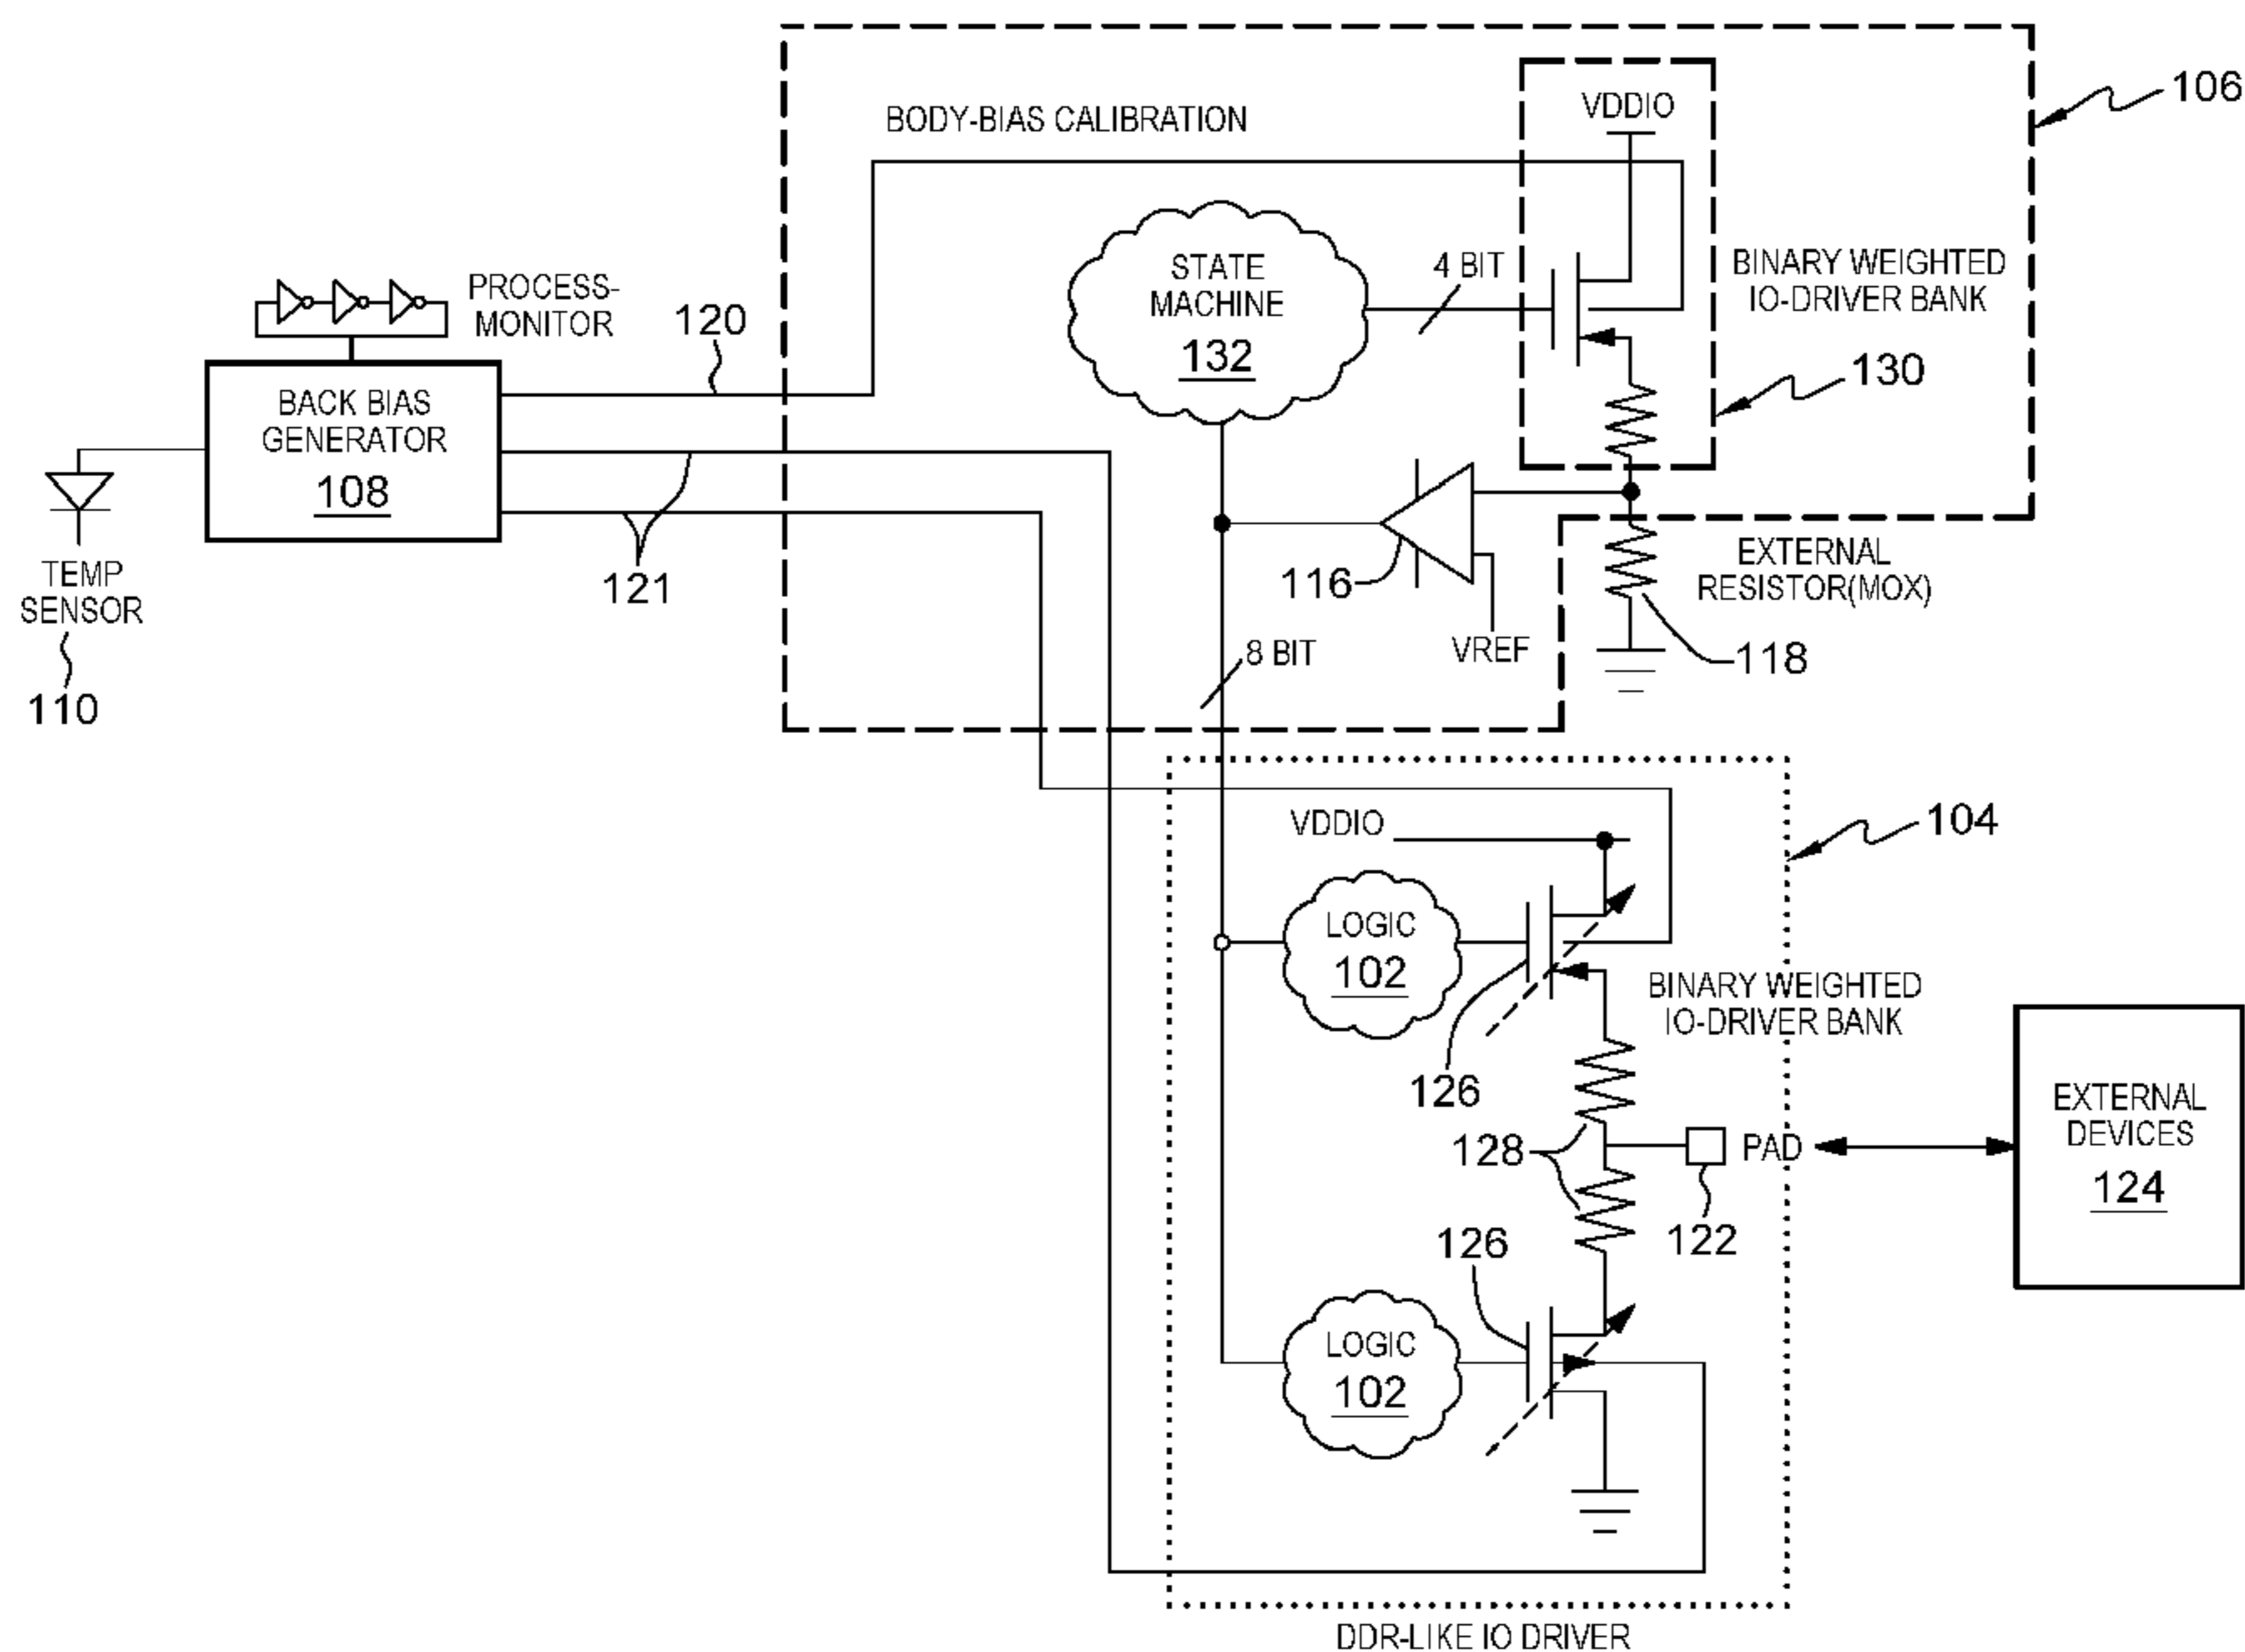 106
VDDIO
BODY-BIAS CALIBRATION
STATE
MACHINE
132
4 BIT
BINARY WEIGHTED
IO-DRIVER BANK
130
PROCESS-
MONITOR
120
BACK BIAS
GENERATOR
108
121
TEMP
SENSOR
110
116
VREF
EXTERNAL
RESISTOR(MOX)
118
8 BIT
VDDIO
104
LOGIC
102
126
BINARY WEIGHTED
IO-DRIVER BANK
128
PAD
122
EXTERNAL
DEVICES
124
126
LOGIC
102
DDR-LIKE IO DRIVER